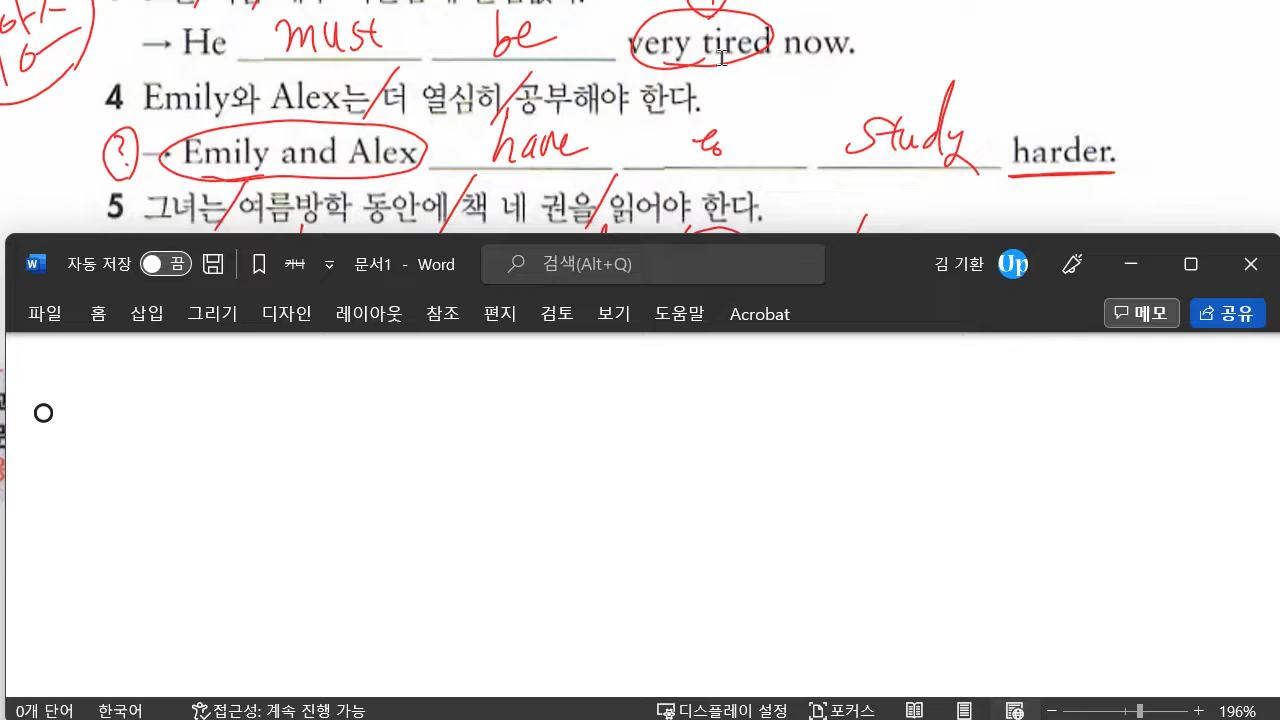 → He must be very tired now.
4 Emily와 Alex는 더 열심히 공부해야 한다.
? → Emily and Alex have to study harder.
5 그녀는 여름방학 동안에 책 네 권을 읽어야 한다.
자동 저장 끔 가나 문서1 - Word 검색(Alt+Q) 김 기환 Up
파일 홈 삽입 그리기 디자인 레이아웃 참조 편지 검토 보기 도움말 Acrobat 메모 공유
0개 단어 한국어 접근성: 계속 진행 가능 디스플레이 설정 포커스 196%